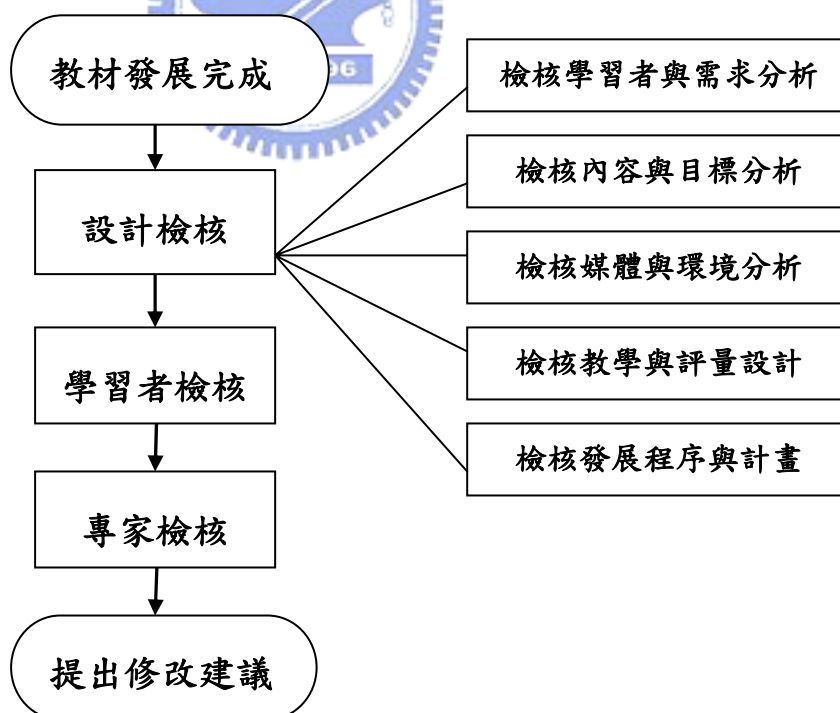 教材發展完成
96
設計檢核
學習者檢核
專家檢核
提出修改建議
檢核學習者與需求分析
檢核內容與目標分析
檢核媒體與環境分析
檢核教學與評量設計
檢核發展程序與計畫